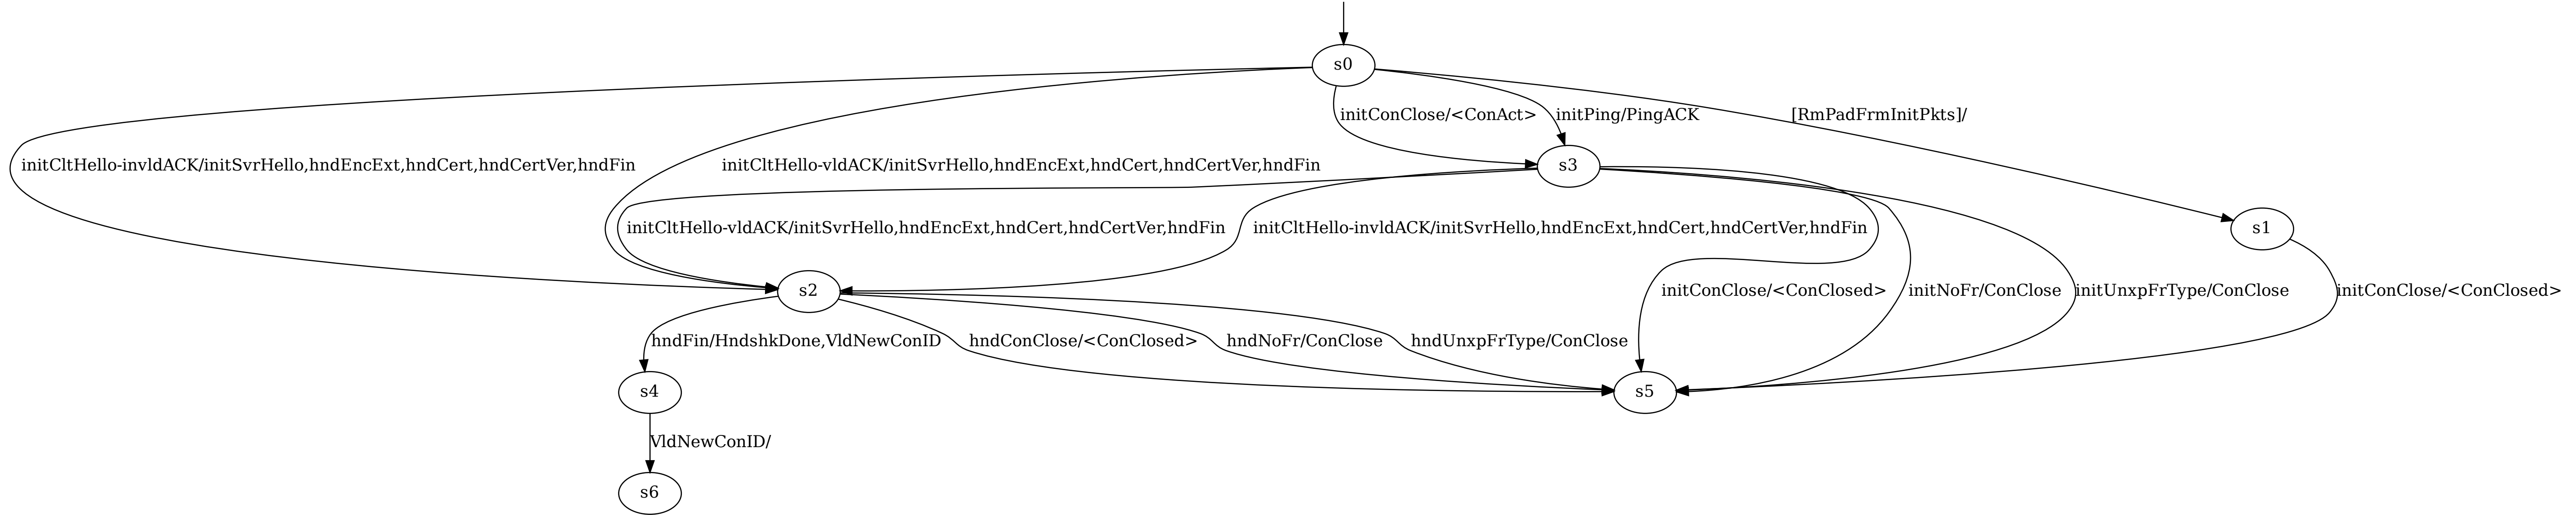 s0
initConClose/<ConAct>
initPing/PingACK
[RmPadFrmInitPkts]/
initCltHello-invldACK/initSvrHello,hndEncExt,hndCert,hndCertVer,hndFin
initCltHello-vldACK/initSvrHello,hndEncExt,hndCert,hndCertVer,hndFin
s3
initCltHello-vldACK/initSvrHello,hndEncExt,hndCert,hndCertVer,hndFin
initCltHello-invldACK/initSvrHello,hndEncExt,hndCert,hndCertVer,hndFin
s1
s2
initConClose/<ConClosed>
initNoFr/ConClose
initUnxpFrType/ConClose
initConClose/<ConClosed>
hndFin/HndshkDone,VldNewConID
hndConClose/<ConClosed>
hndNoFr/ConClose
hndUnxpFrType/ConClose
s4
s5
VldNewConID/
s6